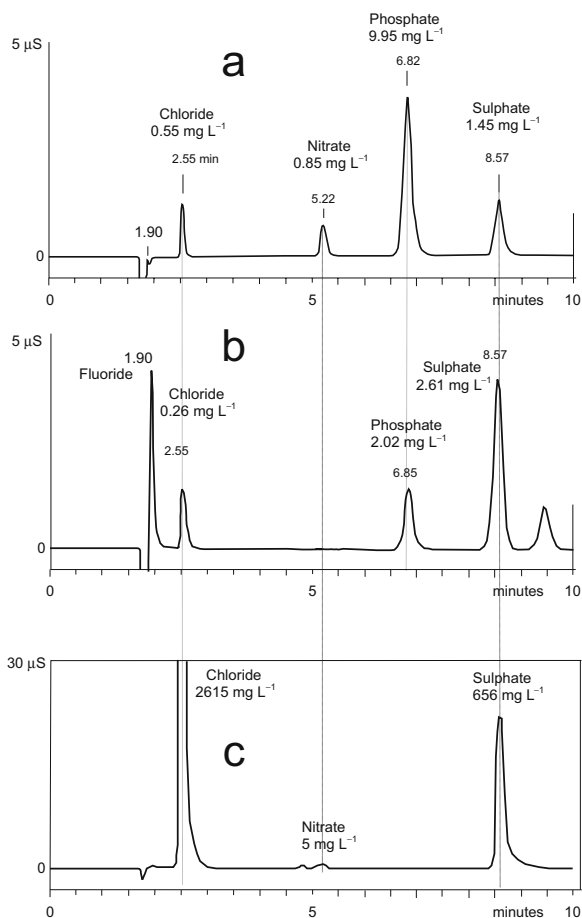 Phosphate
9.95 mg L⁻¹
5 µS
a
6.82
Chloride
0.55 mg L⁻¹
Sulphate
1.45 mg L⁻¹
Nitrate
0.85 mg L⁻¹
2.55 min
8.57
5.22
1.90
0
0 5 minutes 10
5 µS
b
1.90
Fluoride
8.57
Sulphate
2.61 mg L⁻¹
Chloride
0.26 mg L⁻¹
Phosphate
2.02 mg L⁻¹
2.55
6.85
0
0 5 minutes 10
30 µS
Chloride
2615 mg L⁻¹
Sulphate
656 mg L⁻¹
c
Nitrate
5 mg L⁻¹
0
0 5 minutes 10